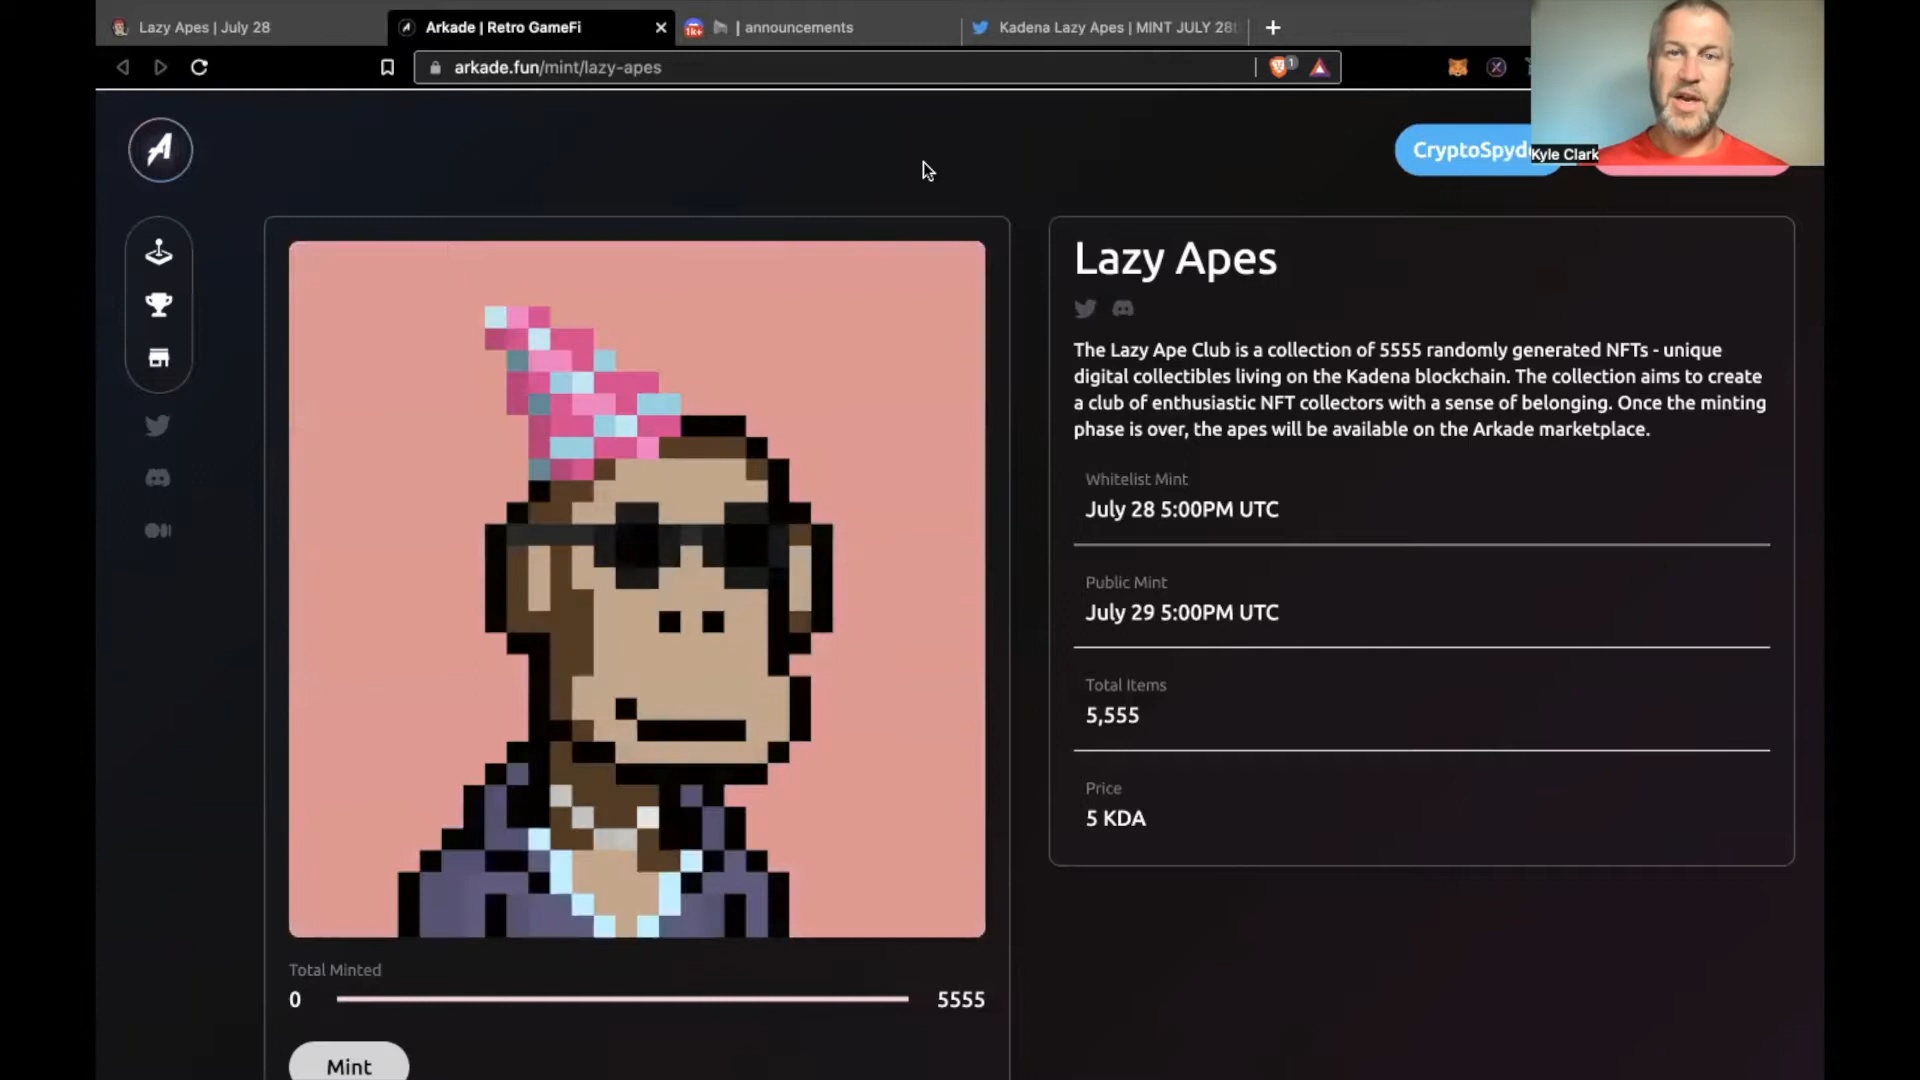 Lazy Apes | July 28
Arkade | Retro GameFi
1k+
| announcements
Kadena Lazy Apes | MINT JULY 28t
arkade.fun/mint/lazy-apes
1
A
CryptoSpyd
Kyle Clark
Lazy Apes
The Lazy Ape Club is a collection of 5555 randomly generated NFTs - unique
digital collectibles living on the Kadena blockchain. The collection aims to create
a club of enthusiastic NFT collectors with a sense of belonging. Once the minting
phase is over, the apes will be available on the Arkade marketplace.
Whitelist Mint
July 28 5:00PM UTC
Public Mint
July 29 5:00PM UTC
Total Items
5,555
Price
5 KDA
Total Minted
0
5555
Mint